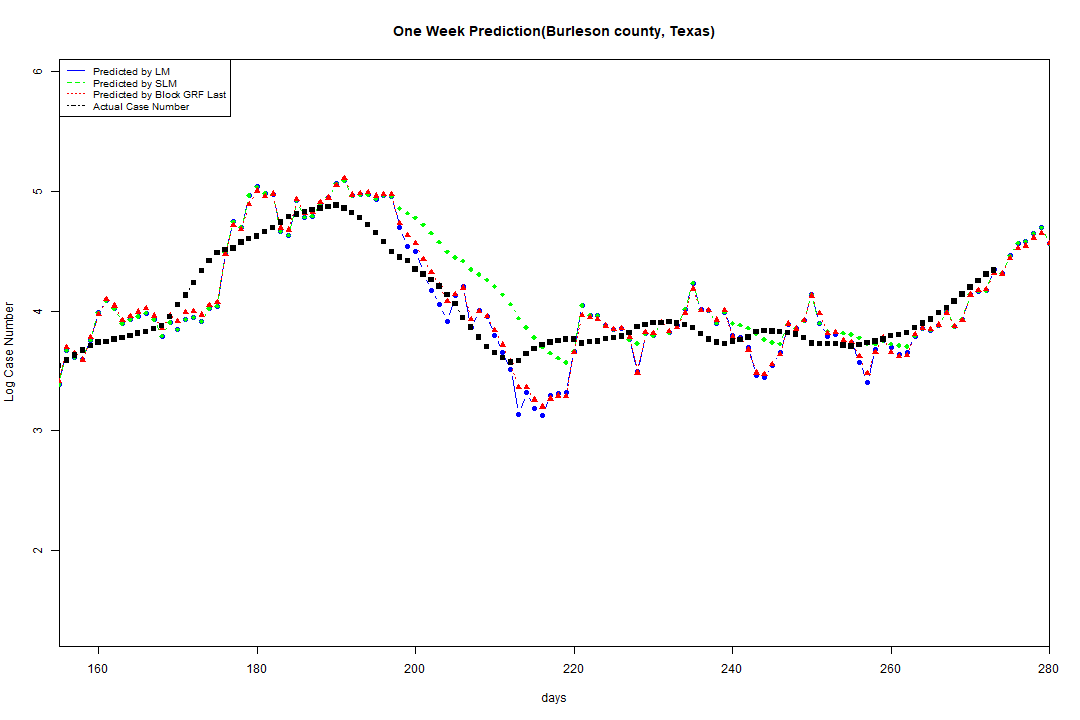 One Week Prediction(Burleson county, Texas)
Predicted by LM
Predicted by SLM
Predicted by Block GRF Last
Actual Case Number
6
5
4
3
2
Log Case Number
160 180 200 220 240 260 280
days